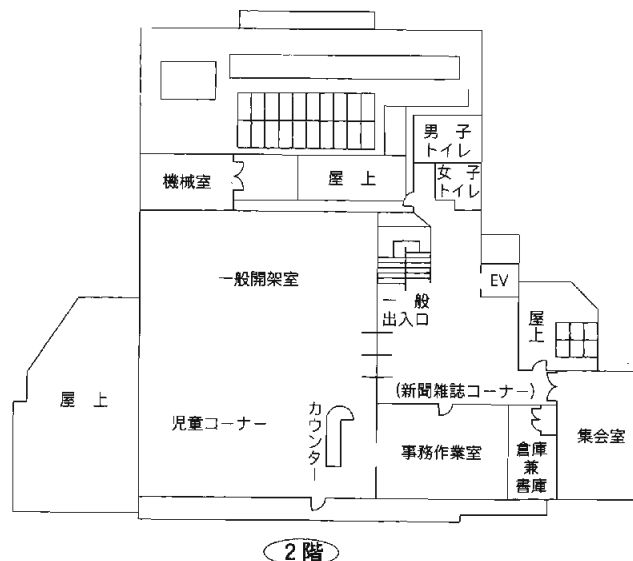 男 子
トイレ
女 子
トイレ
機械室
屋 上
一般開架室
EV
一 般
出入口
屋上
(新聞雑誌コーナー)
屋 上
児童コーナー
カウンター
事務作業室
倉庫
兼
書庫
集会室
2階